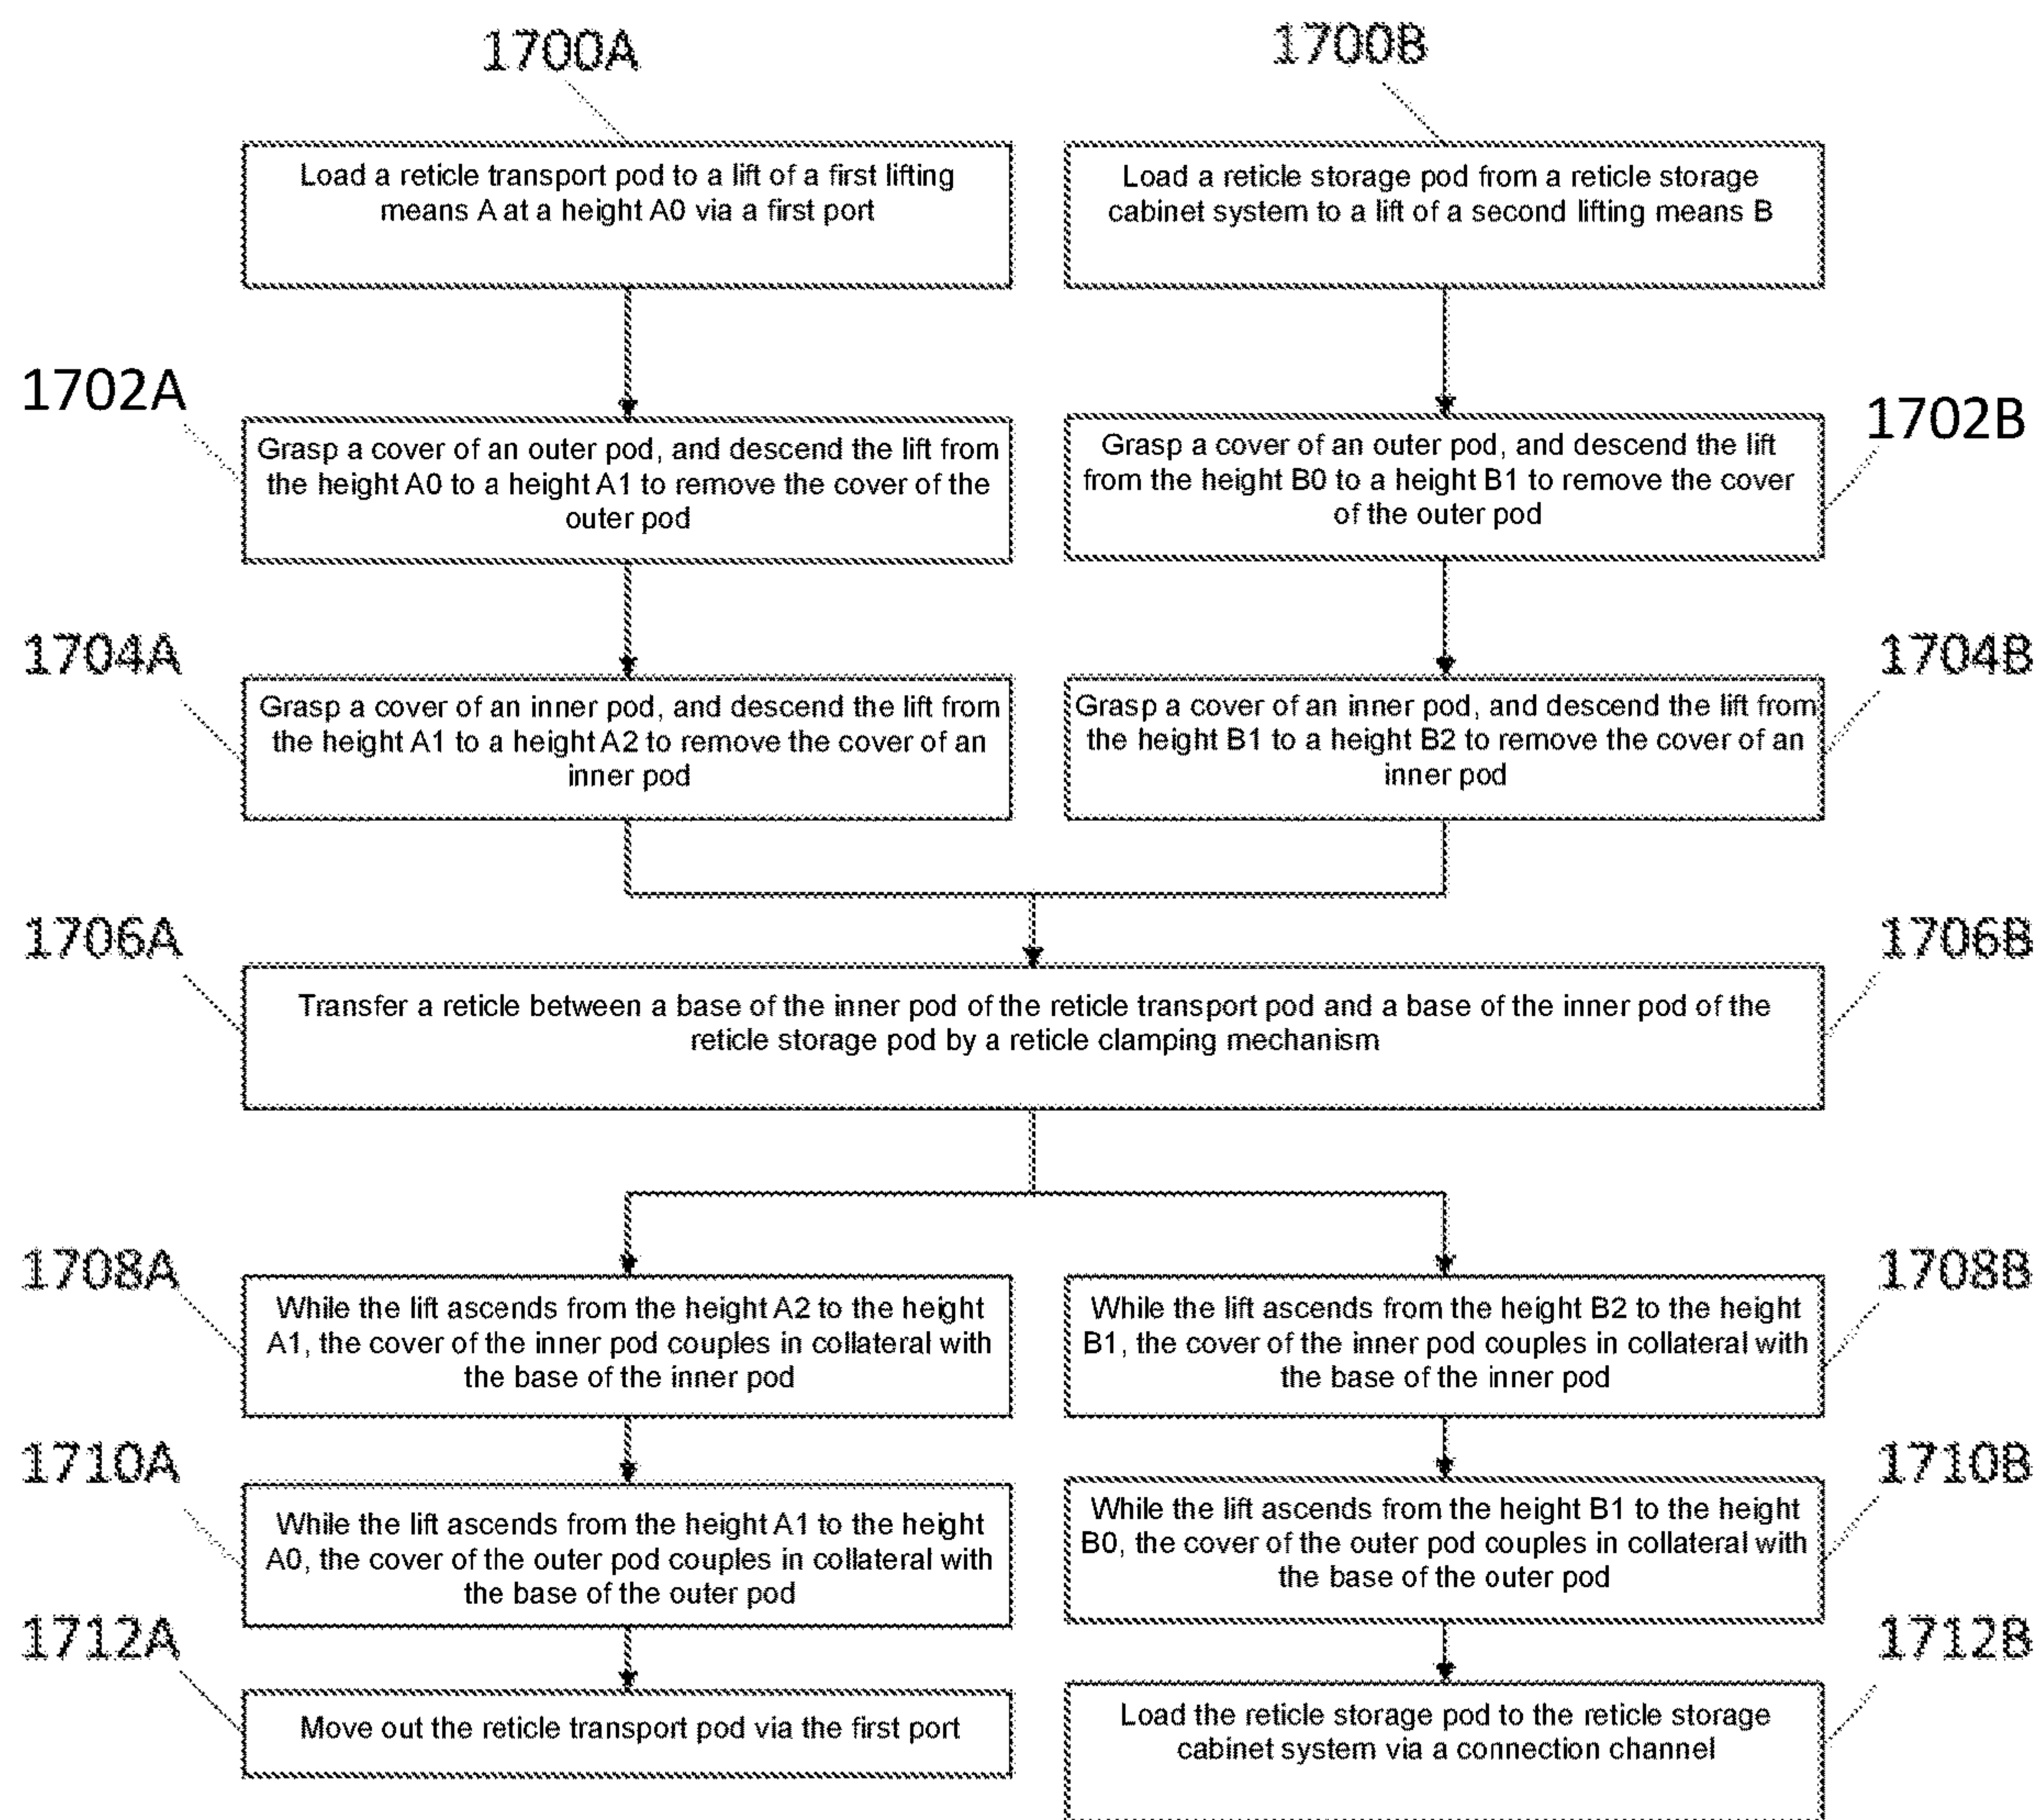 1700A
1700B
Load a reticle transport pod to a lift of a first lifting
means A at a height A0 via a first port
Load a reticle storage pod from a reticle storage
cabinet system to a lift of a second lifting means B
1702A
1702B
Grasp a cover of an outer pod, and descend the lift from
the height A0 to a height A1 to remove the cover of the
outer pod
Grasp a cover of an outer pod, and descend the lift
from the height B0 to a height B1 to remove the cover
of the outer pod
1704A
1704B
Grasp a cover of an inner pod, and descend the lift from
the height A1 to a height A2 to remove the cover of an
inner pod
Grasp a cover of an inner pod, and descend the lift from
the height B1 to a height B2 to remove the cover of an
inner pod
1706A
1706B
Transfer a reticle between a base of the inner pod of the reticle transport pod and a base of the inner pod of the
reticle storage pod by a reticle clamping mechanism
1708A
1708B
While the lift ascends from the height A2 to the height
A1, the cover of the inner pod couples in collateral with
the base of the inner pod
While the lift ascends from the height B2 to the height
B1, the cover of the inner pod couples in collateral with
the base of the inner pod
1710A
1710B
While the lift ascends from the height A1 to the height
A0, the cover of the outer pod couples in collateral with
the base of the outer pod
While the lift ascends from the height B1 to the height
B0, the cover of the outer pod couples in collateral with
the base of the outer pod
1712A
1712B
Move out the reticle transport pod via the first port
Load the reticle storage pod to the reticle storage
cabinet system via a connection channel